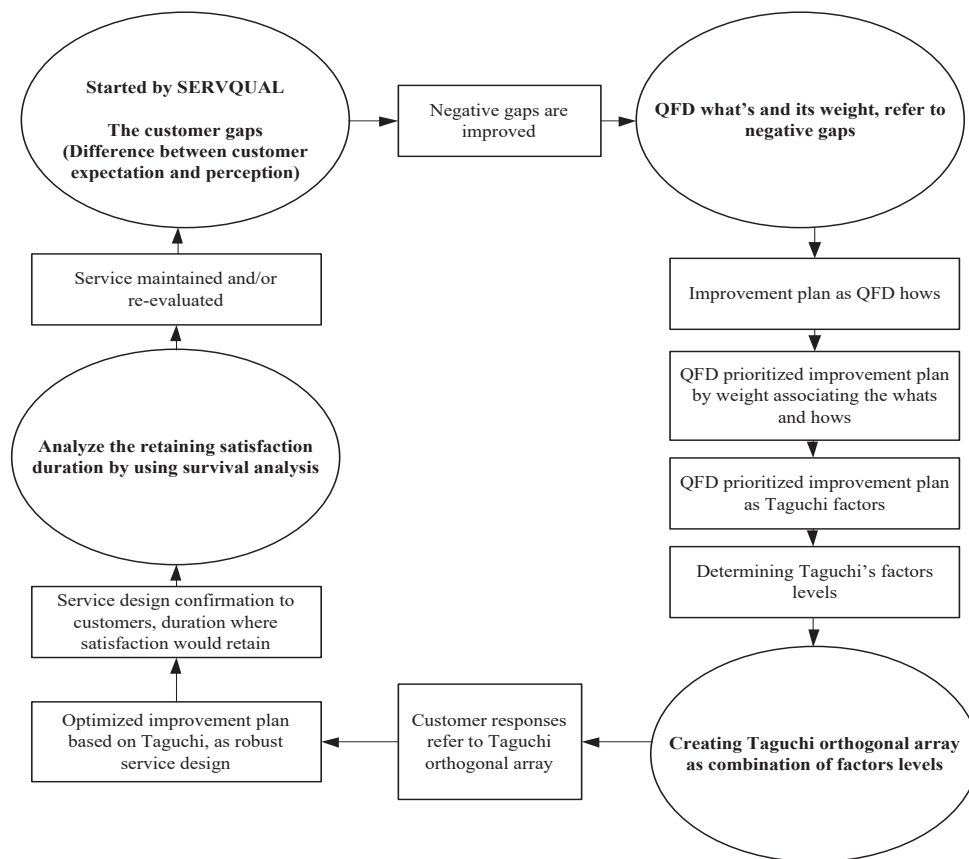 Started by SERVQUAL
The customer gaps
(Difference between customer
expectation and perception)
Negative gaps are
improved
QFD what's and its weight, refer to
negative gaps
Improvement plan as QFD hows
QFD prioritized improvement plan
by weight associating the whats
and hows
QFD prioritized improvement plan
as Taguchi factors
Determining Taguchi's factors
levels
Creating Taguchi orthogonal array
as combination of factors levels
Customer responses
refer to Taguchi
orthogonal array
Optimized improvement plan
based on Taguchi, as robust
service design
Service design confirmation to
customers, duration where
satisfaction would retain
Analyze the retaining satisfaction
duration by using survival analysis
Service maintained and/or
re-evaluated